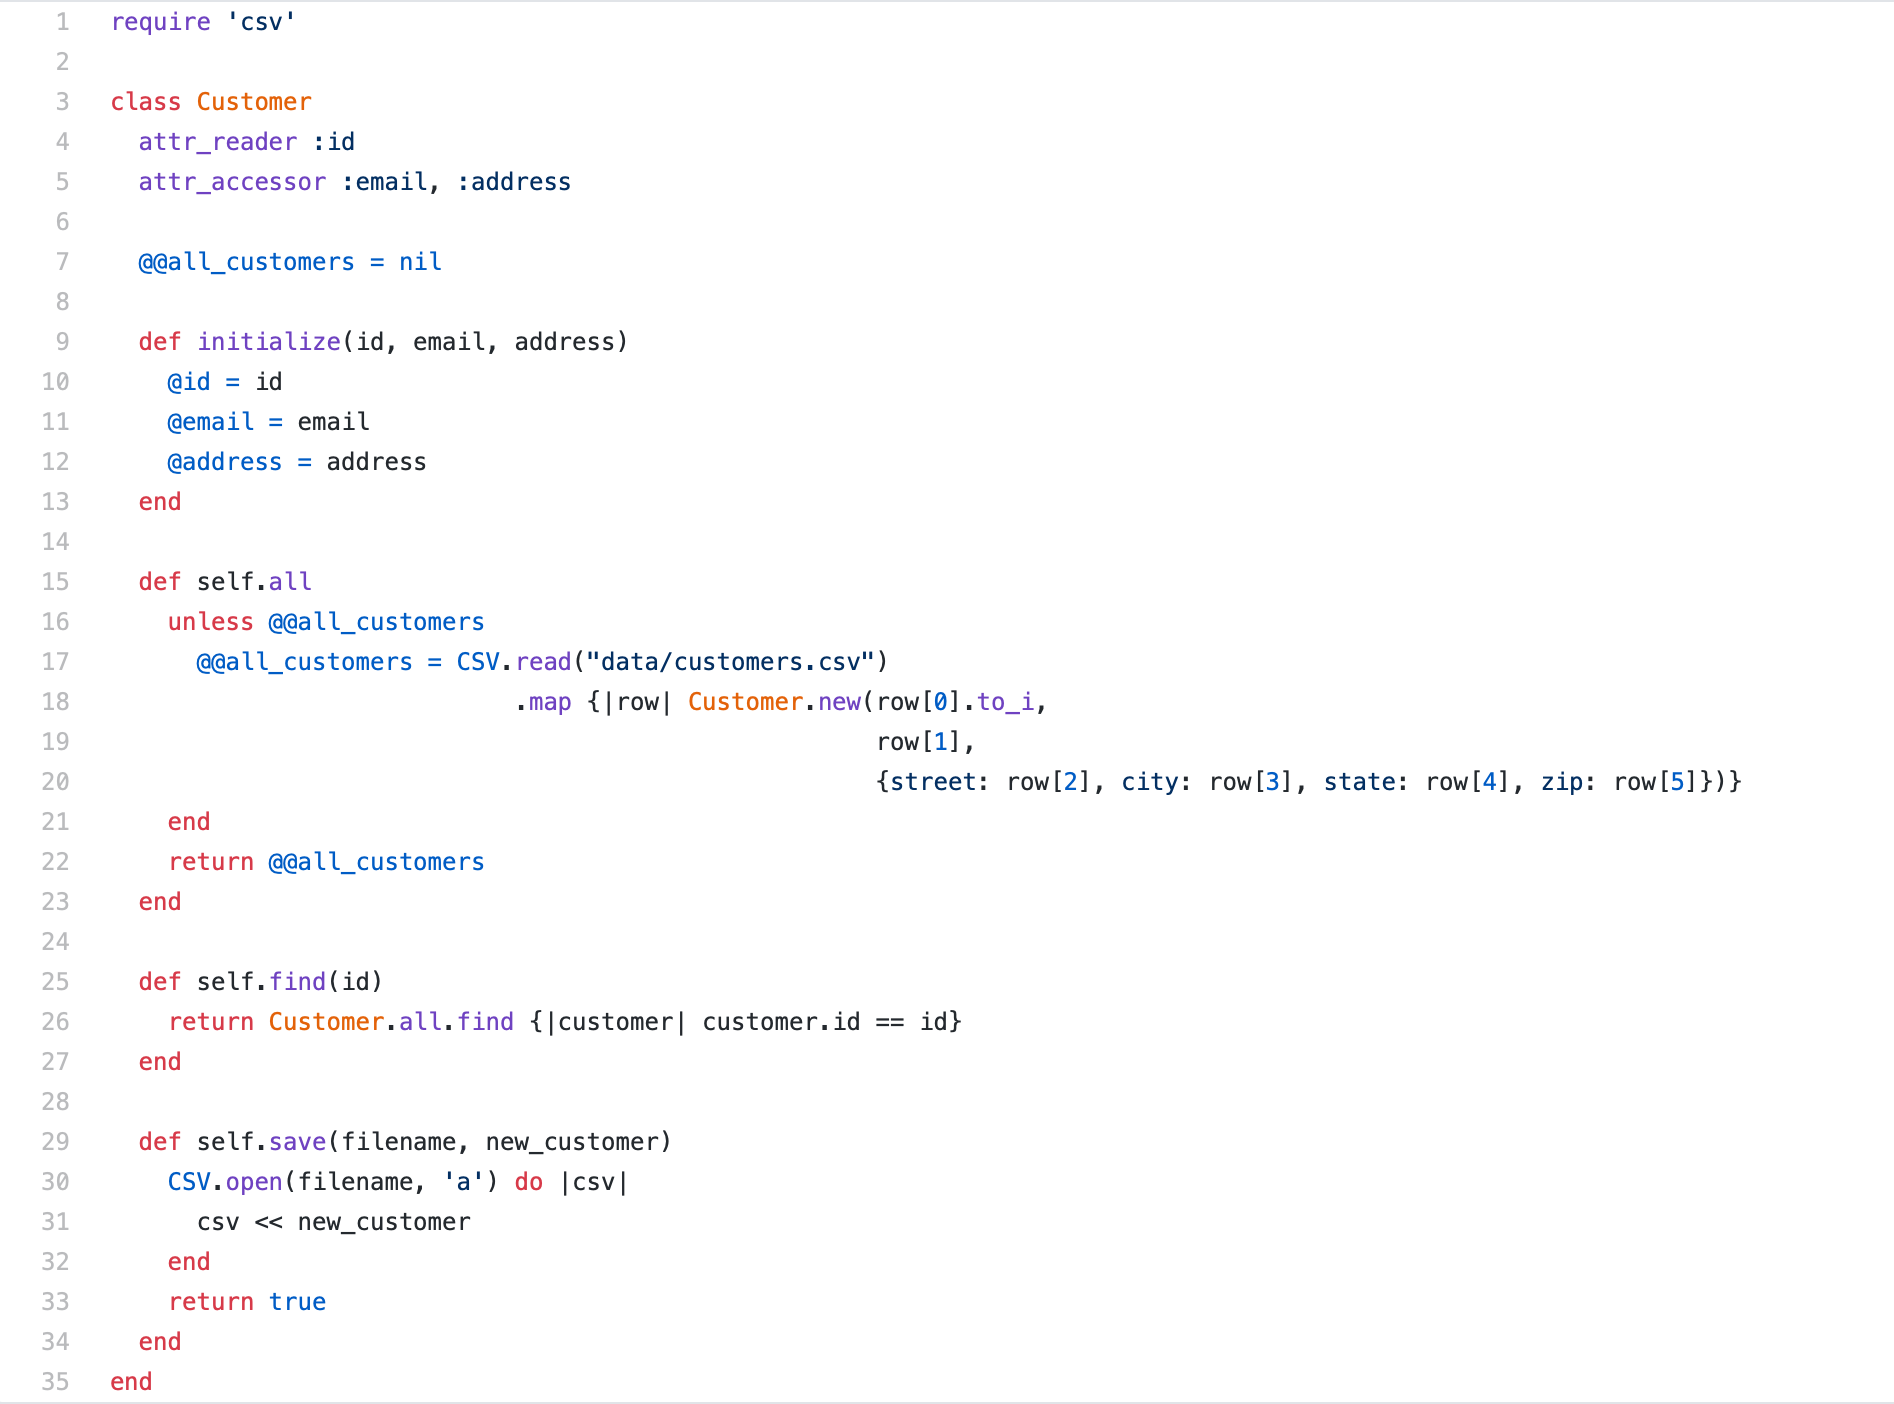 1 require 'csv'
2
3 class Customer
4   attr_reader :id
5   attr_accessor :email, :address
6
7   @@all_customers = nil
8
9   def initialize(id, email, address)
10     @id = id
11     @email = email
12     @address = address
13   end
14
15   def self.all
16     unless @@all_customers
17       @@all_customers = CSV.read("data/customers.csv")
18                             .map {|row| Customer.new(row[0].to_i,
19                                                      row[1],
20                                                      {street: row[2], city: row[3], state: row[4], zip: row[5]})}
21     end
22     return @@all_customers
23   end
24
25   def self.find(id)
26     return Customer.all.find {|customer| customer.id == id}
27   end
28
29   def self.save(filename, new_customer)
30     CSV.open(filename, 'a') do |csv|
31       csv << new_customer
32     end
33     return true
34   end
35 end